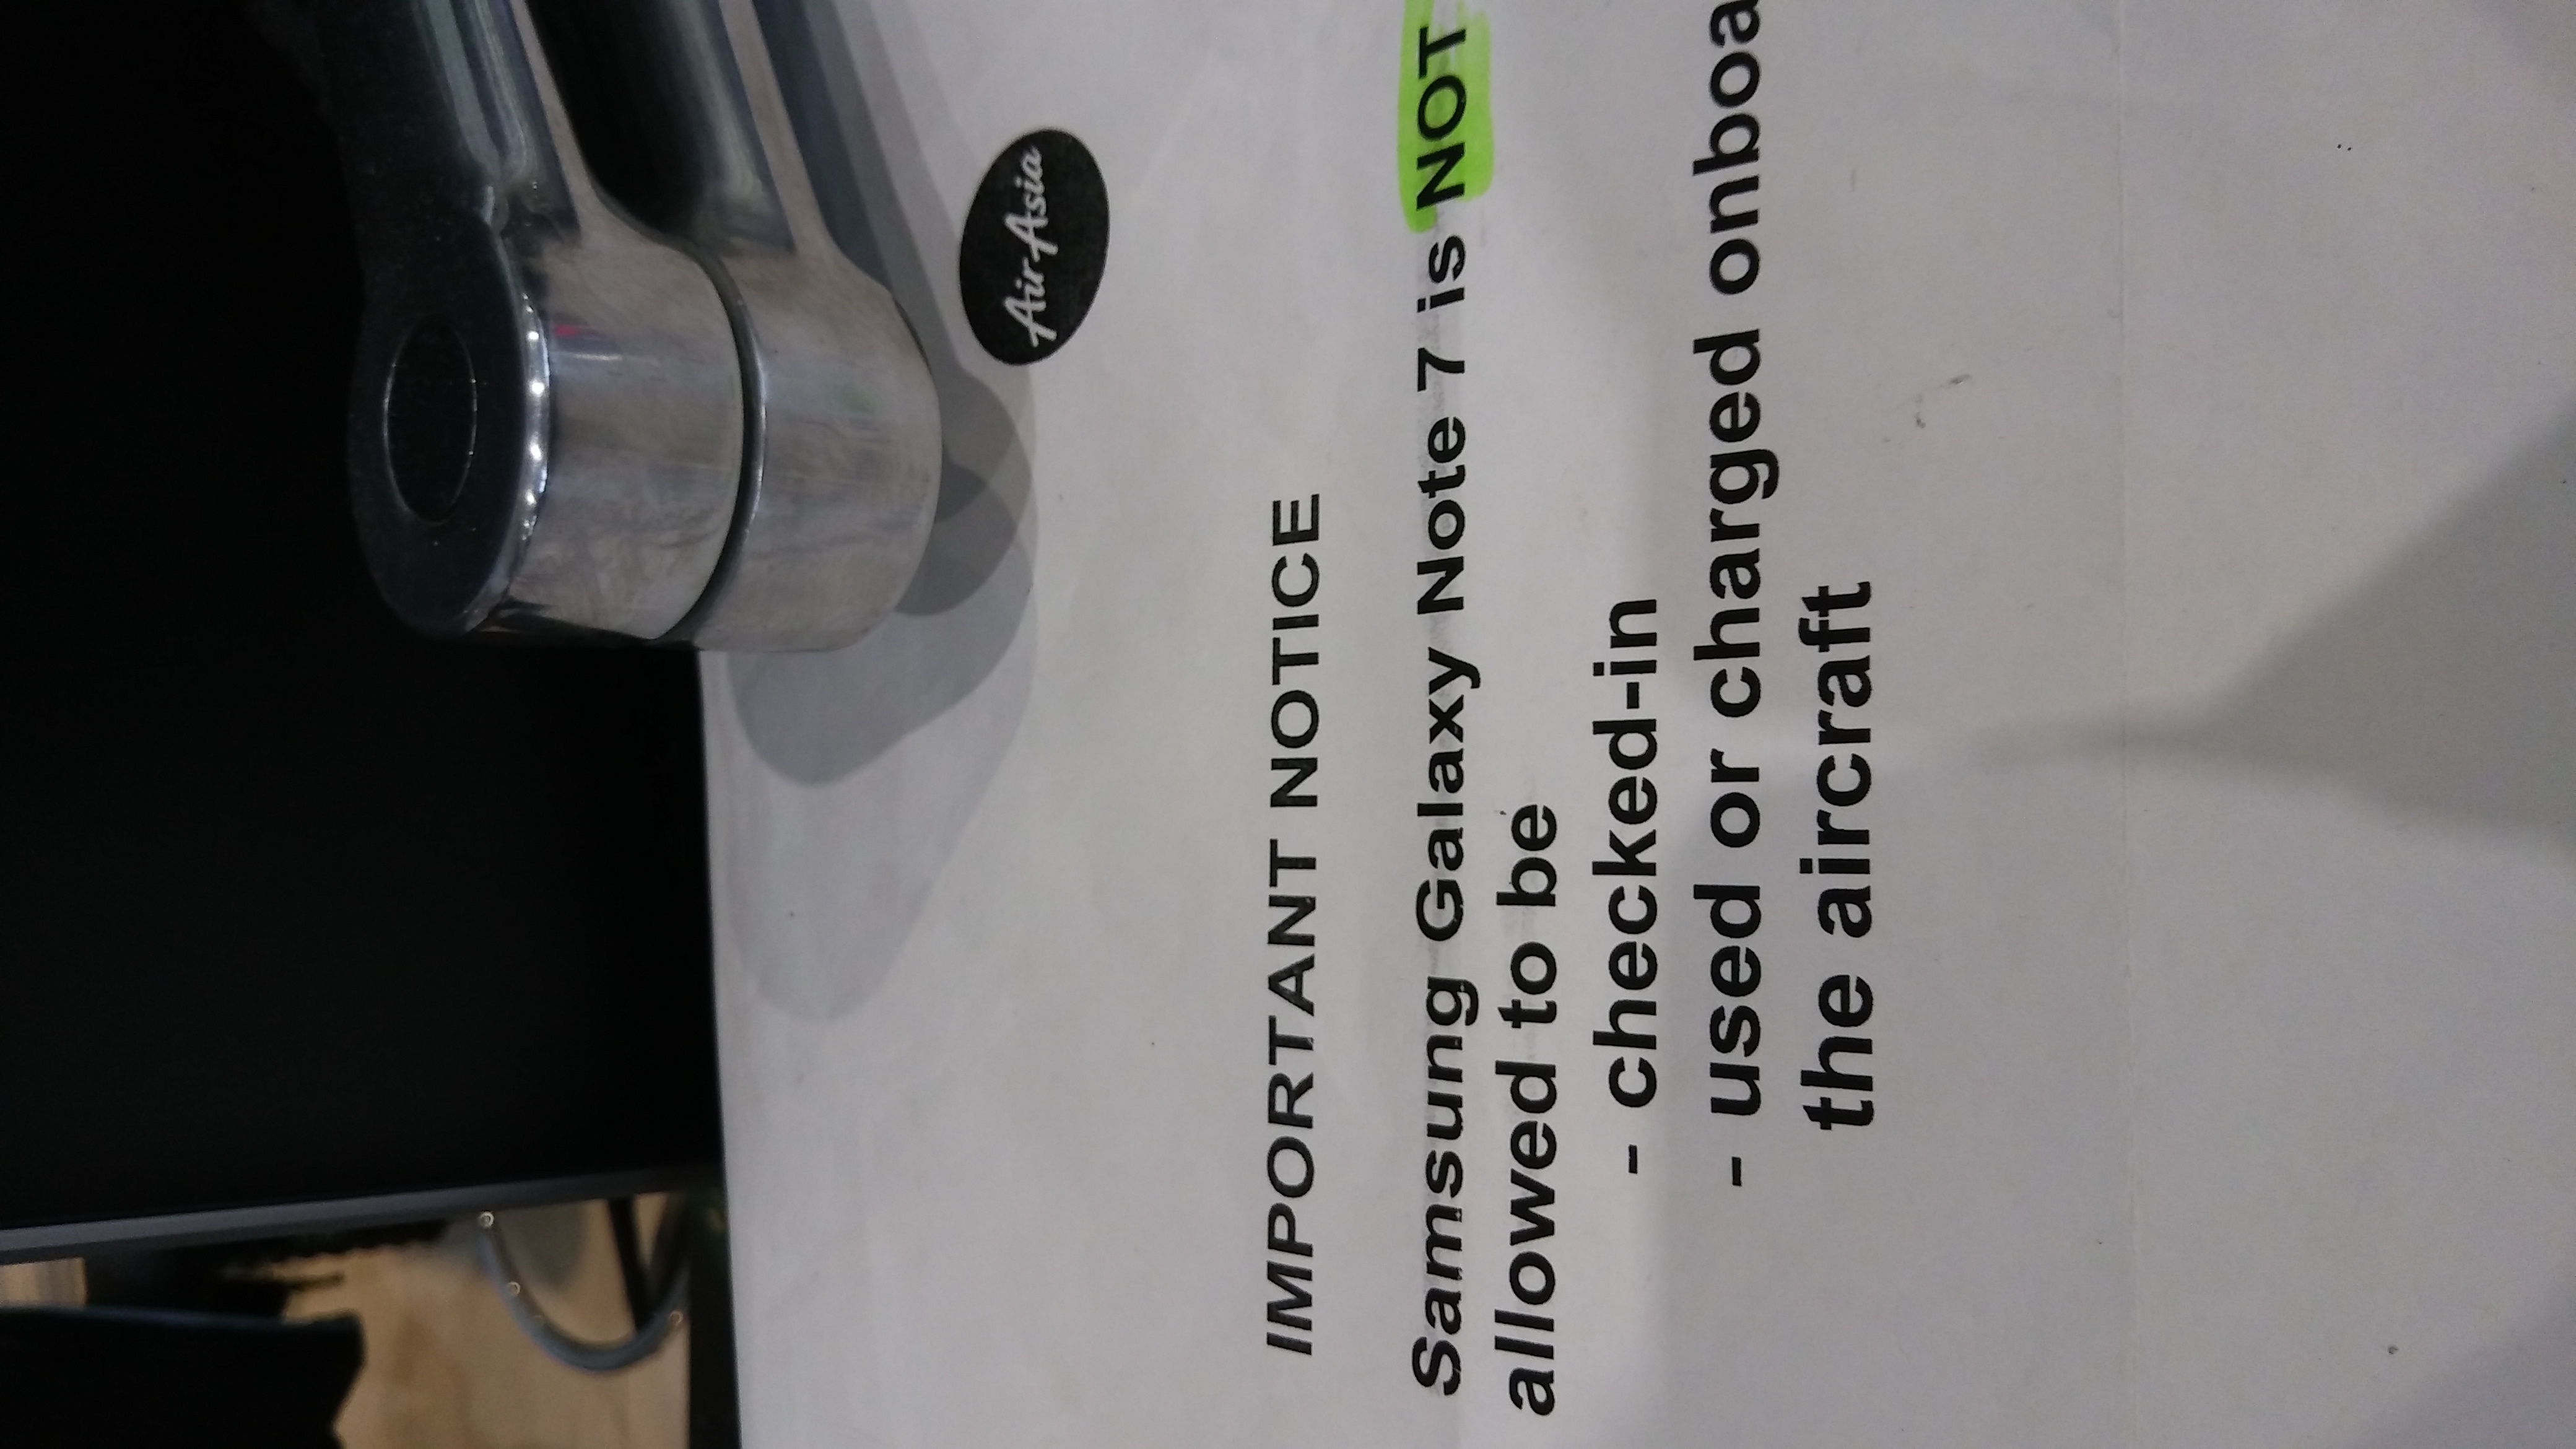 AirAsia
IMPORTANT NOTICE
Samsung Galaxy Note 7 is NOT
allowed to be
- checked-in
- used or charged onboa
the aircraft